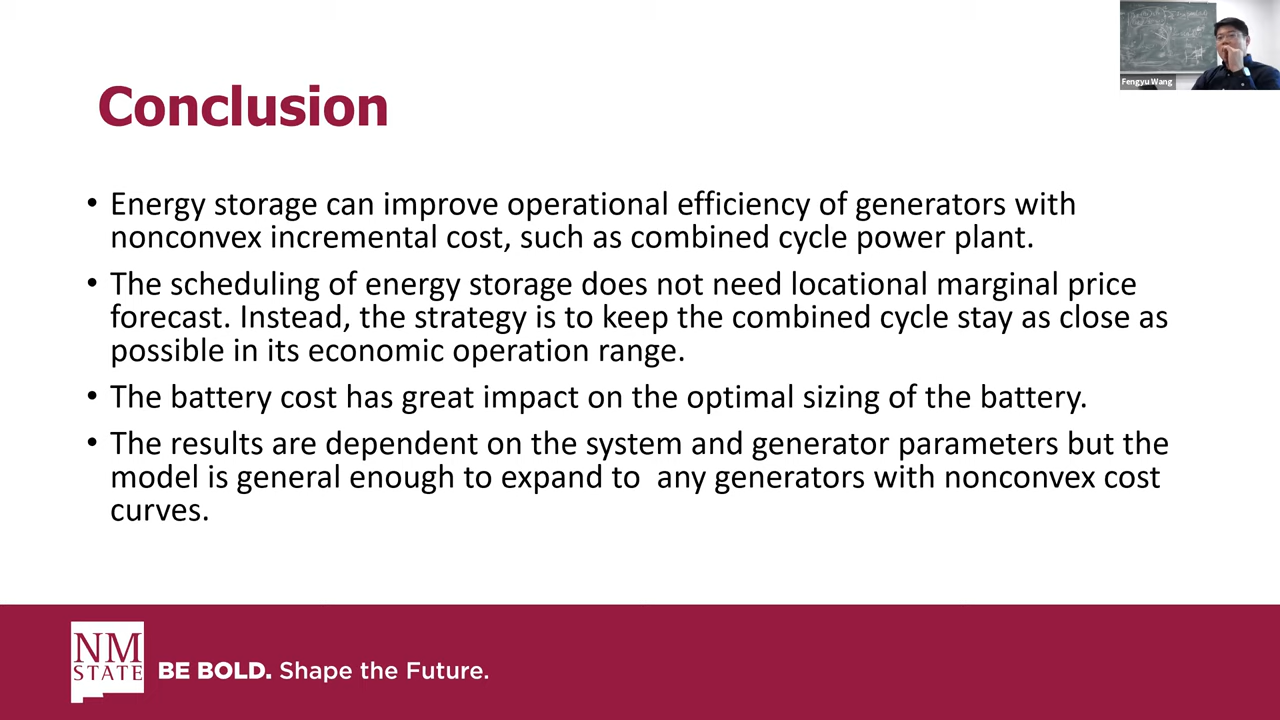 Fengyu Wang
Conclusion
• Energy storage can improve operational efficiency of generators with
nonconvex incremental cost, such as combined cycle power plant.
• The scheduling of energy storage does not need locational marginal price
forecast. Instead, the strategy is to keep the combined cycle stay as close as
possible in its economic operation range.
• The battery cost has great impact on the optimal sizing of the battery.
• The results are dependent on the system and generator parameters but the
model is general enough to expand to  any generators with nonconvex cost
curves.
NM
STATE
BE BOLD. Shape the Future.